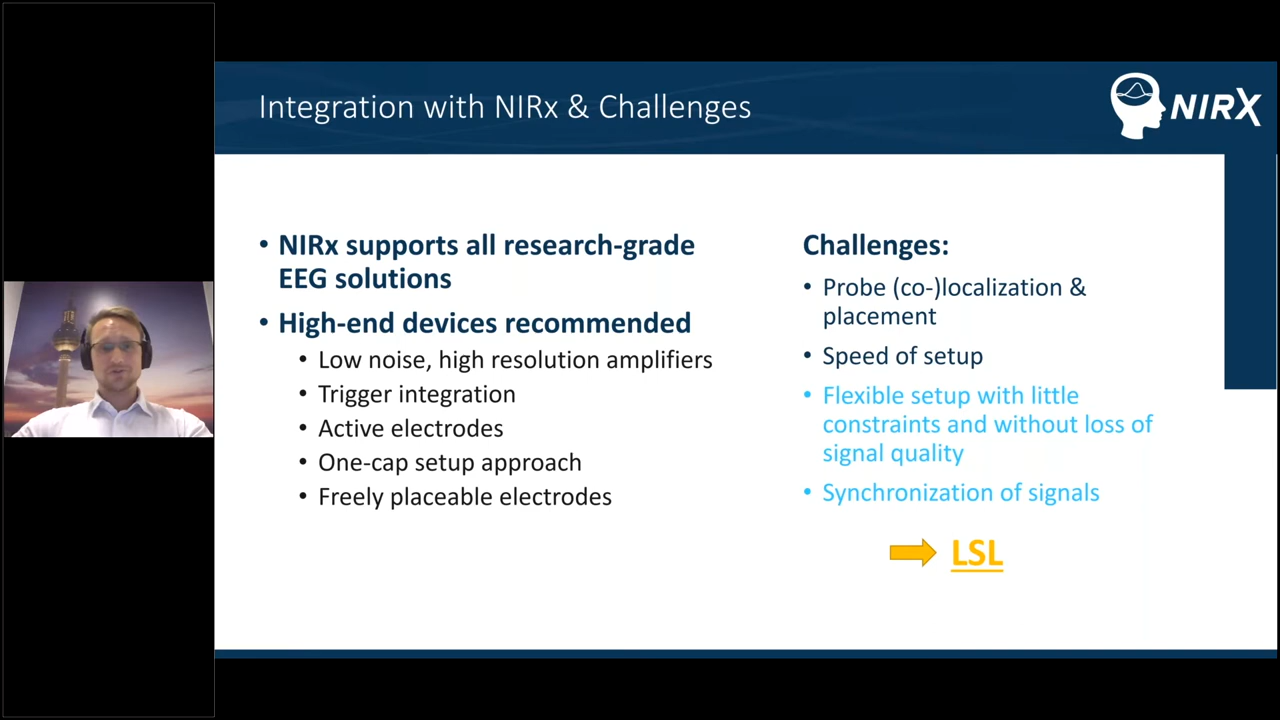 Integration with NIRx & Challenges
NIRX
• NIRx supports all research-grade
EEG solutions
• High-end devices recommended
• Low noise, high resolution amplifiers
• Trigger integration
• Active electrodes
• One-cap setup approach
• Freely placeable electrodes
Challenges:
• Probe (co-)localization &
placement
• Speed of setup
• Flexible setup with little
constraints and without loss of
signal quality
• Synchronization of signals
LSL